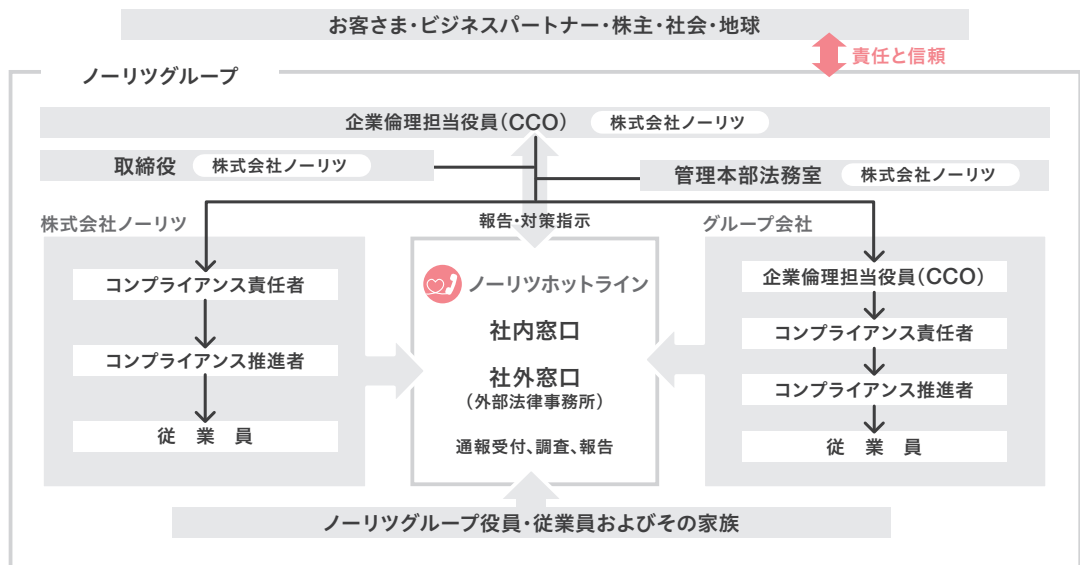 お客さま・ビジネスパートナー・株主・社会・地球
責任と信頼
ノーリツグループ
企業倫理担当役員(CCO) 株式会社ノーリツ
取締役 株式会社ノーリツ
管理本部法務室 株式会社ノーリツ
株式会社ノーリツ
コンプライアンス責任者
コンプライアンス推進者
従業員
報告・対策指示
ノーリツホットライン
社内窓口
社外窓口
(外部法律事務所)
通報受付、調査、報告
グループ会社
企業倫理担当役員(CCO)
コンプライアンス責任者
コンプライアンス推進者
従業員
ノーリツグループ役員・従業員およびその家族